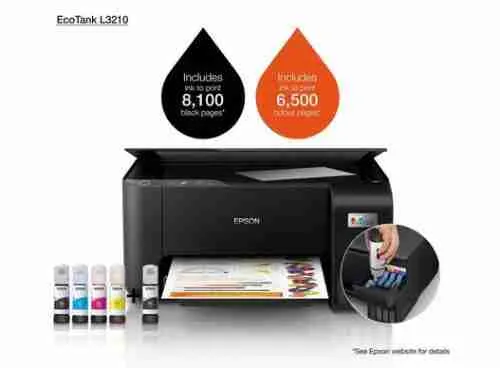 EcoTank L3210
Includes
ink to print
8,100
black pages*
Includes
ink to print
6,500
colour pages*
EPSON
*See Epson website for details